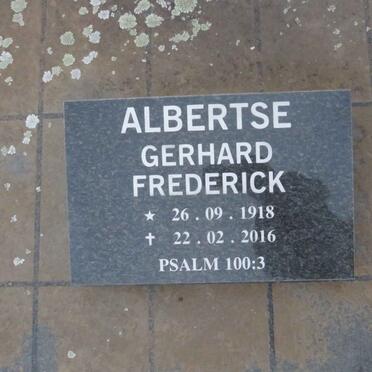 ALBERTSE
GERHARD
FREDERICK
★ 26 . 09 . 1918
✝ 22 . 02 . 2016
PSALM 100:3